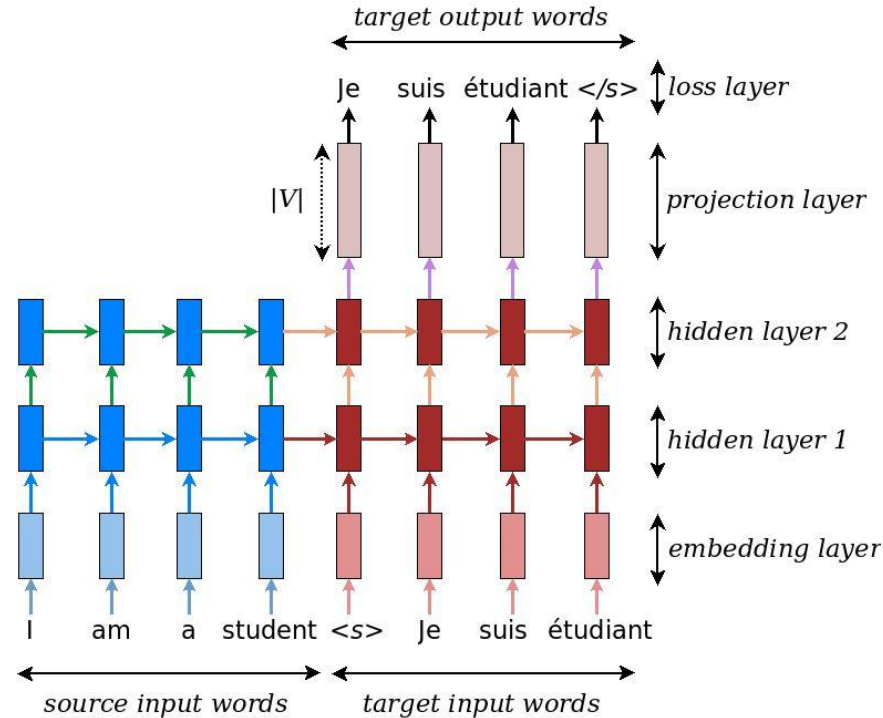 target output words
Je suis étudiant </s> loss layer
|V| projection layer
hidden layer 2
hidden layer 1
embedding layer
I am a student <s> Je suis étudiant
source input words target input words